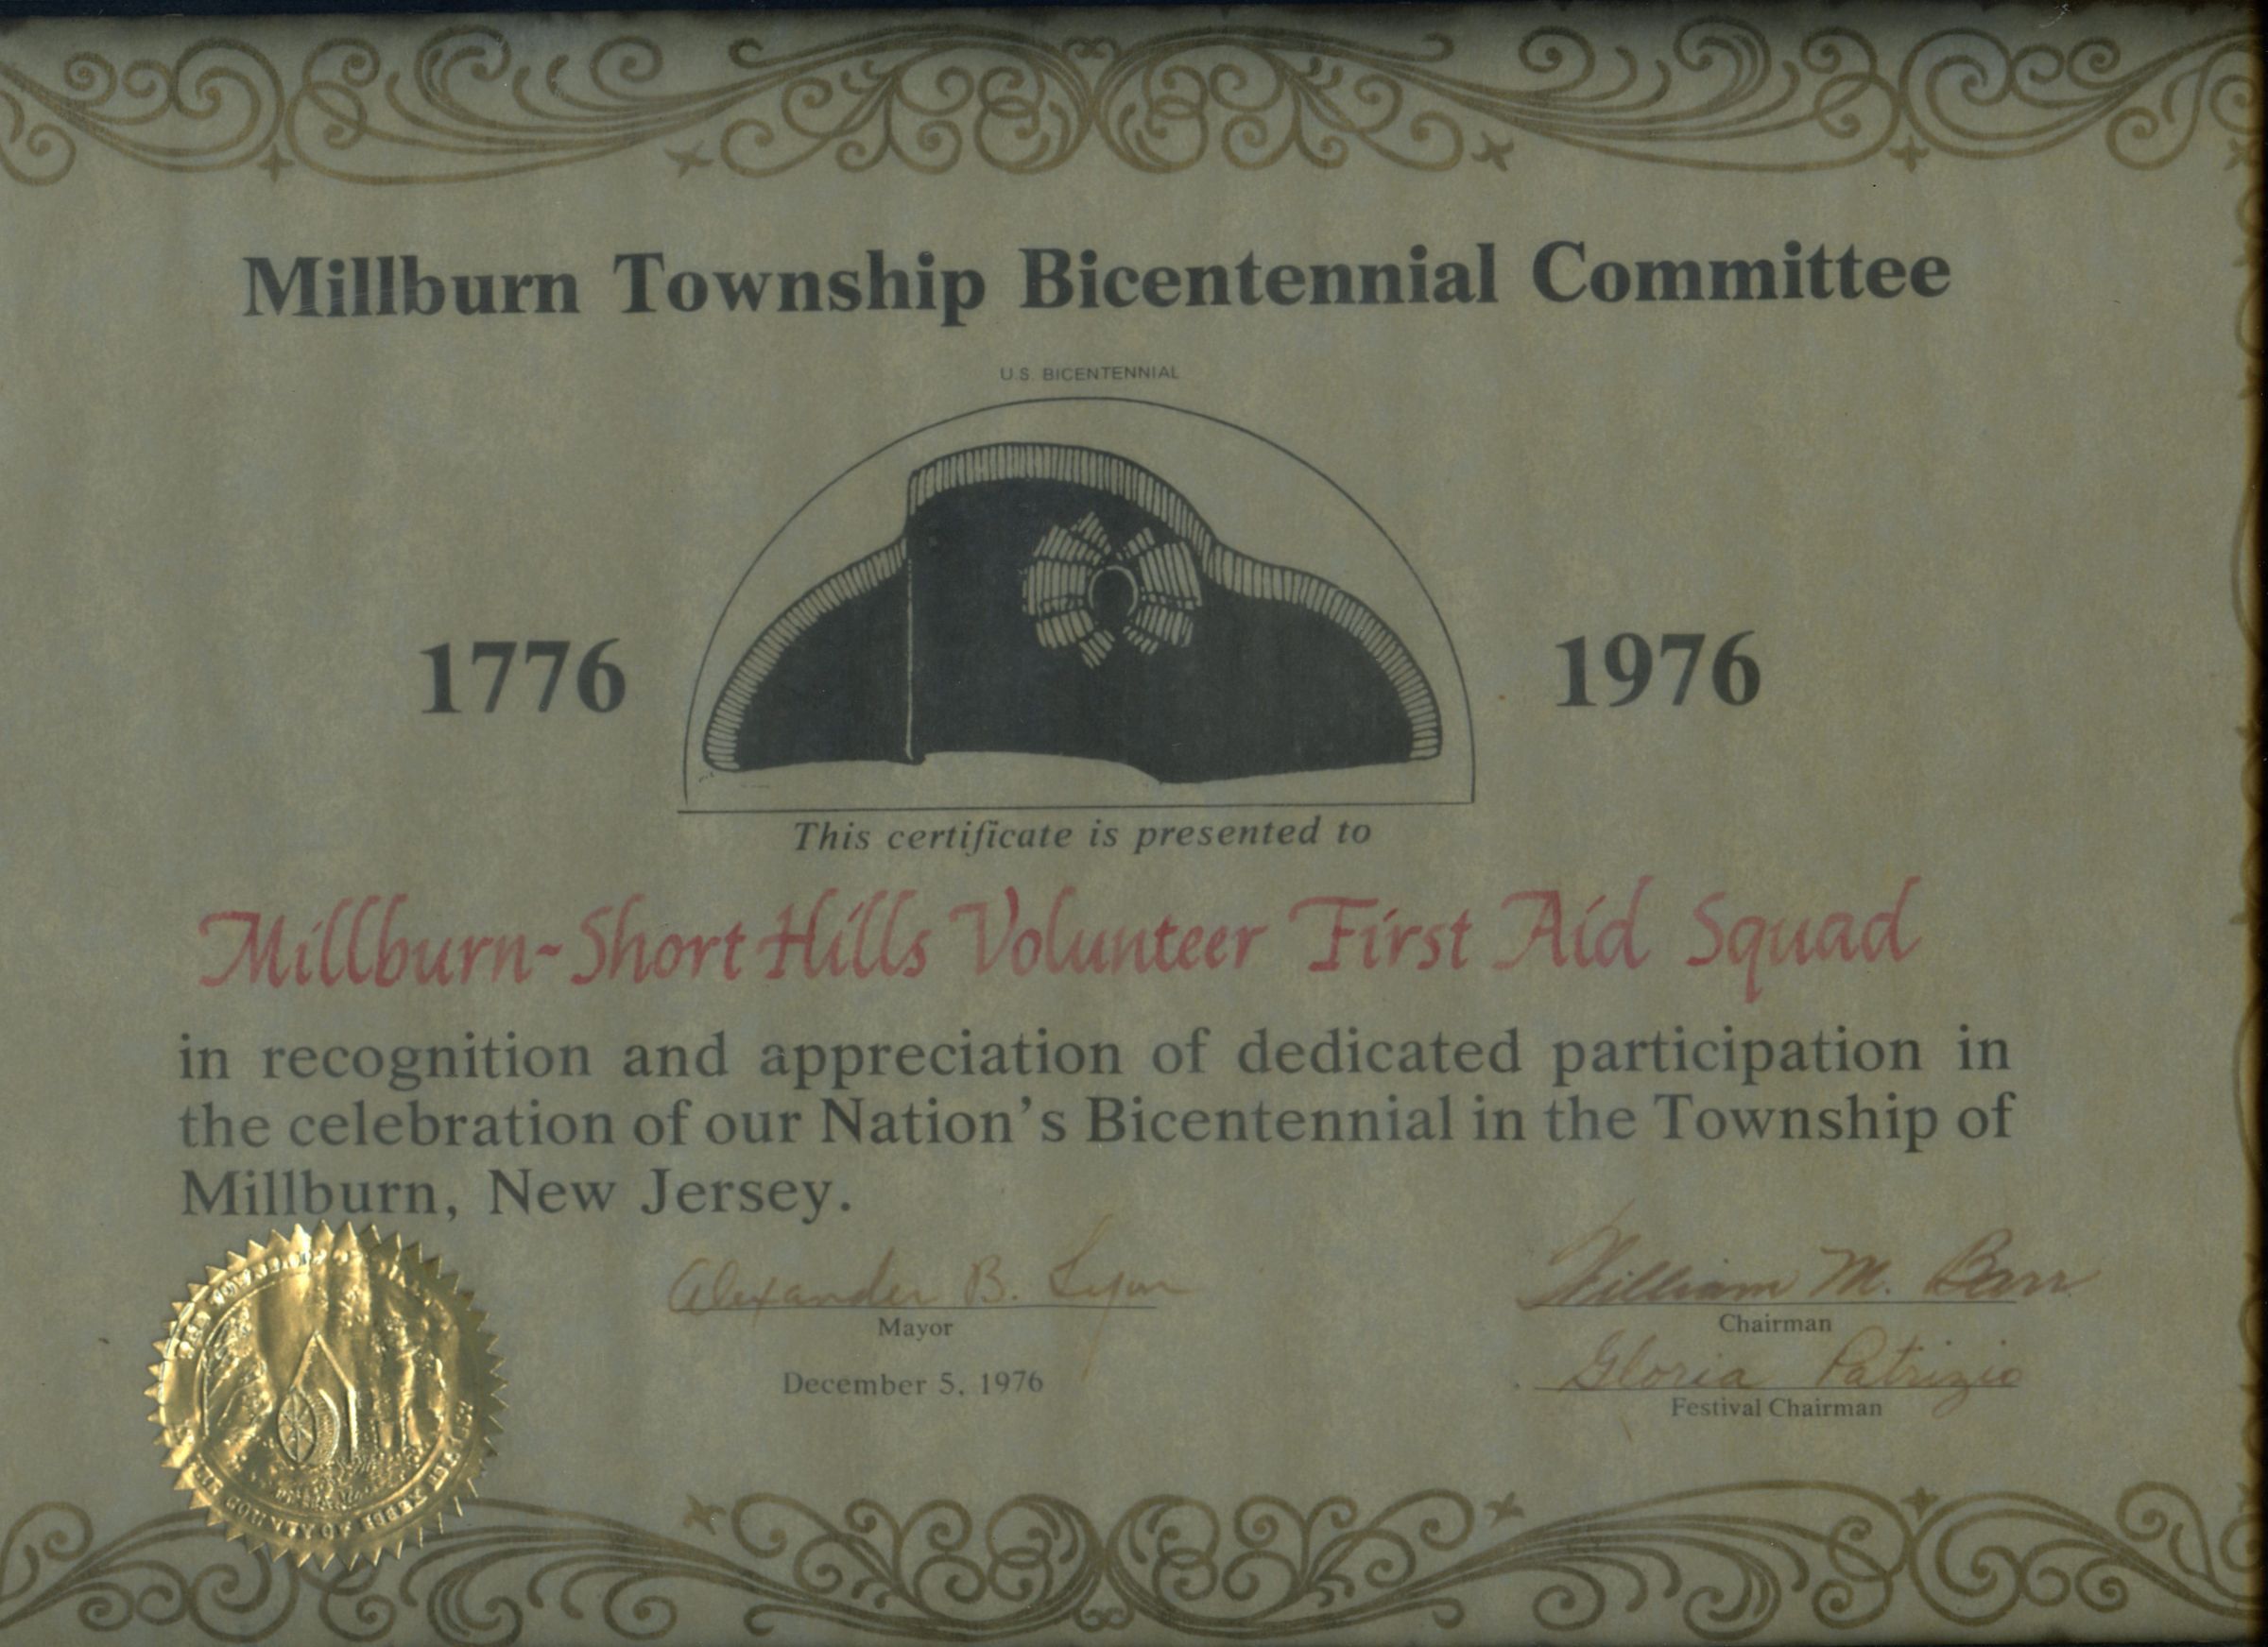 Millburn Township Bicentennial Committee
U.S. BICENTENNIAL
1776
1976
This certificate is presented to
Millburn-Short Hills Volunteer First Aid Squad
in recognition and appreciation of dedicated participation in
the celebration of our Nation's Bicentennial in the Township of
Millburn, New Jersey.
Alexander B. Lyon
Mayor
December 5, 1976
William M. Barr
Chairman
Gloria Patrizio
Festival Chairman